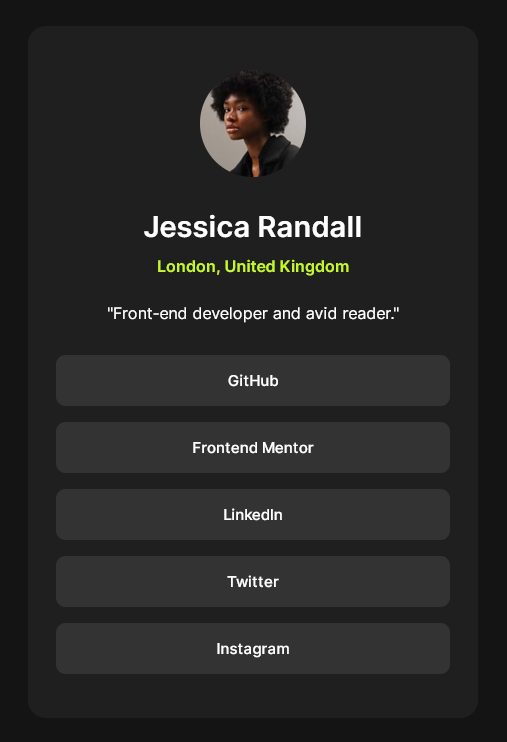 Jessica Randall
London, United Kingdom
"Front-end developer and avid reader."
GitHub
Frontend Mentor
LinkedIn
Twitter
Instagram